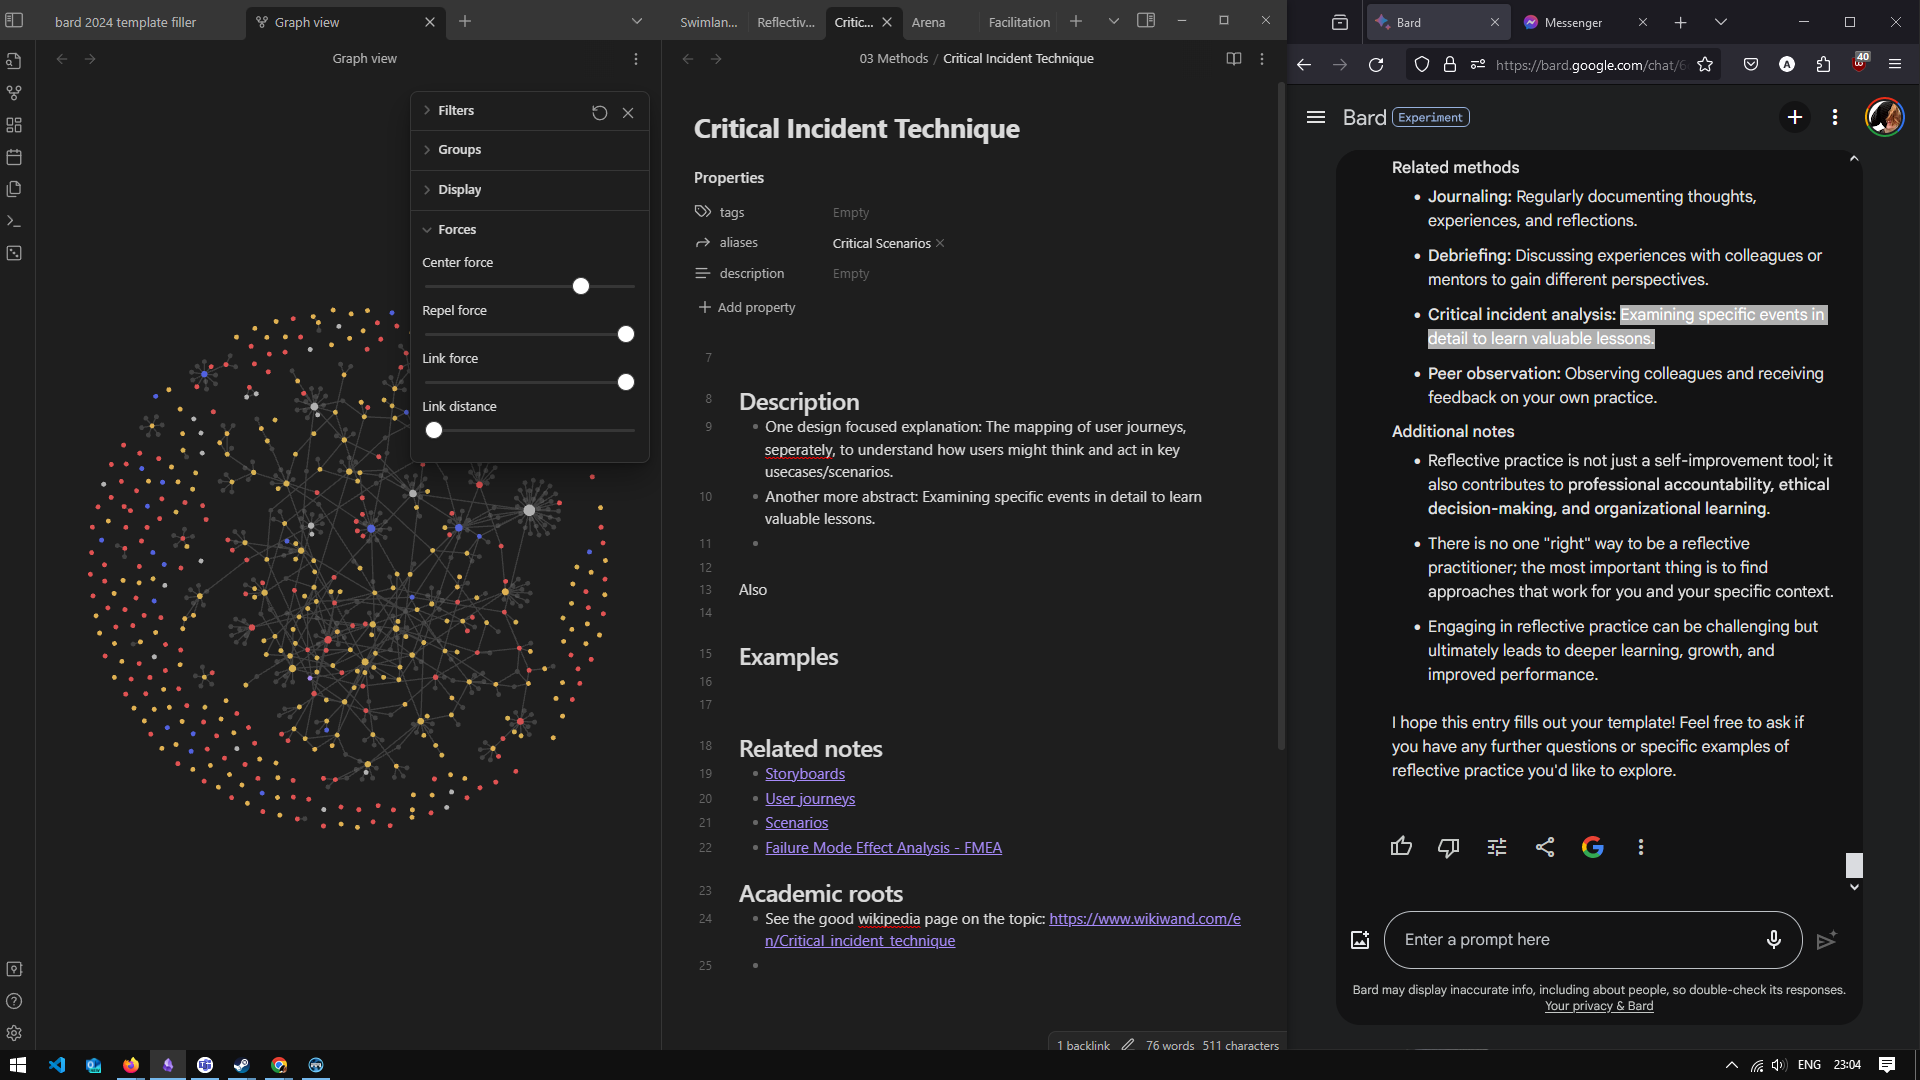 bard 2024 template filler
Graph view
Graph view
Filters
Groups
Display
Forces
Center force
Repel force
Link force
Link distance
Swimlan...
Reflectiv...
Critic...
Arena
Facilitation
03 Methods / Critical Incident Technique
Critical Incident Technique
Properties
tags
Empty
aliases
Critical Scenarios
description
Empty
Add property
7
8
Description
9
One design focused explanation: The mapping of user journeys,
seperately, to understand how users might think and act in key
usecases/scenarios.
10
Another more abstract: Examining specific events in detail to learn
valuable lessons.
11
12
13
Also
14
15
Examples
16
17
18
Related notes
19
Storyboards
20
User journeys
21
Scenarios
22
Failure Mode Effect Analysis - FMEA
23
Academic roots
24
See the good wikipedia page on the topic: https://www.wikiwand.com/e
n/Critical_incident_technique
25
1 backlink
76 words
511 characters
Bard
Messenger
https://bard.google.com/chat/6
40
Bard
Experiment
Related methods
Journaling: Regularly documenting thoughts,
experiences, and reflections.
Debriefing: Discussing experiences with colleagues or
mentors to gain different perspectives.
Critical incident analysis: Examining specific events in
detail to learn valuable lessons.
Peer observation: Observing colleagues and receiving
feedback on your own practice.
Additional notes
Reflective practice is not just a self-improvement tool; it
also contributes to professional accountability, ethical
decision-making, and organizational learning.
There is no one "right" way to be a reflective
practitioner; the most important thing is to find
approaches that work for you and your specific context.
Engaging in reflective practice can be challenging but
ultimately leads to deeper learning, growth, and
improved performance.
I hope this entry fills out your template! Feel free to ask if
you have any further questions or specific examples of
reflective practice you'd like to explore.
Enter a prompt here
Bard may display inaccurate info, including about people, so double-check its responses.
Your privacy & Bard
ENG
23:04